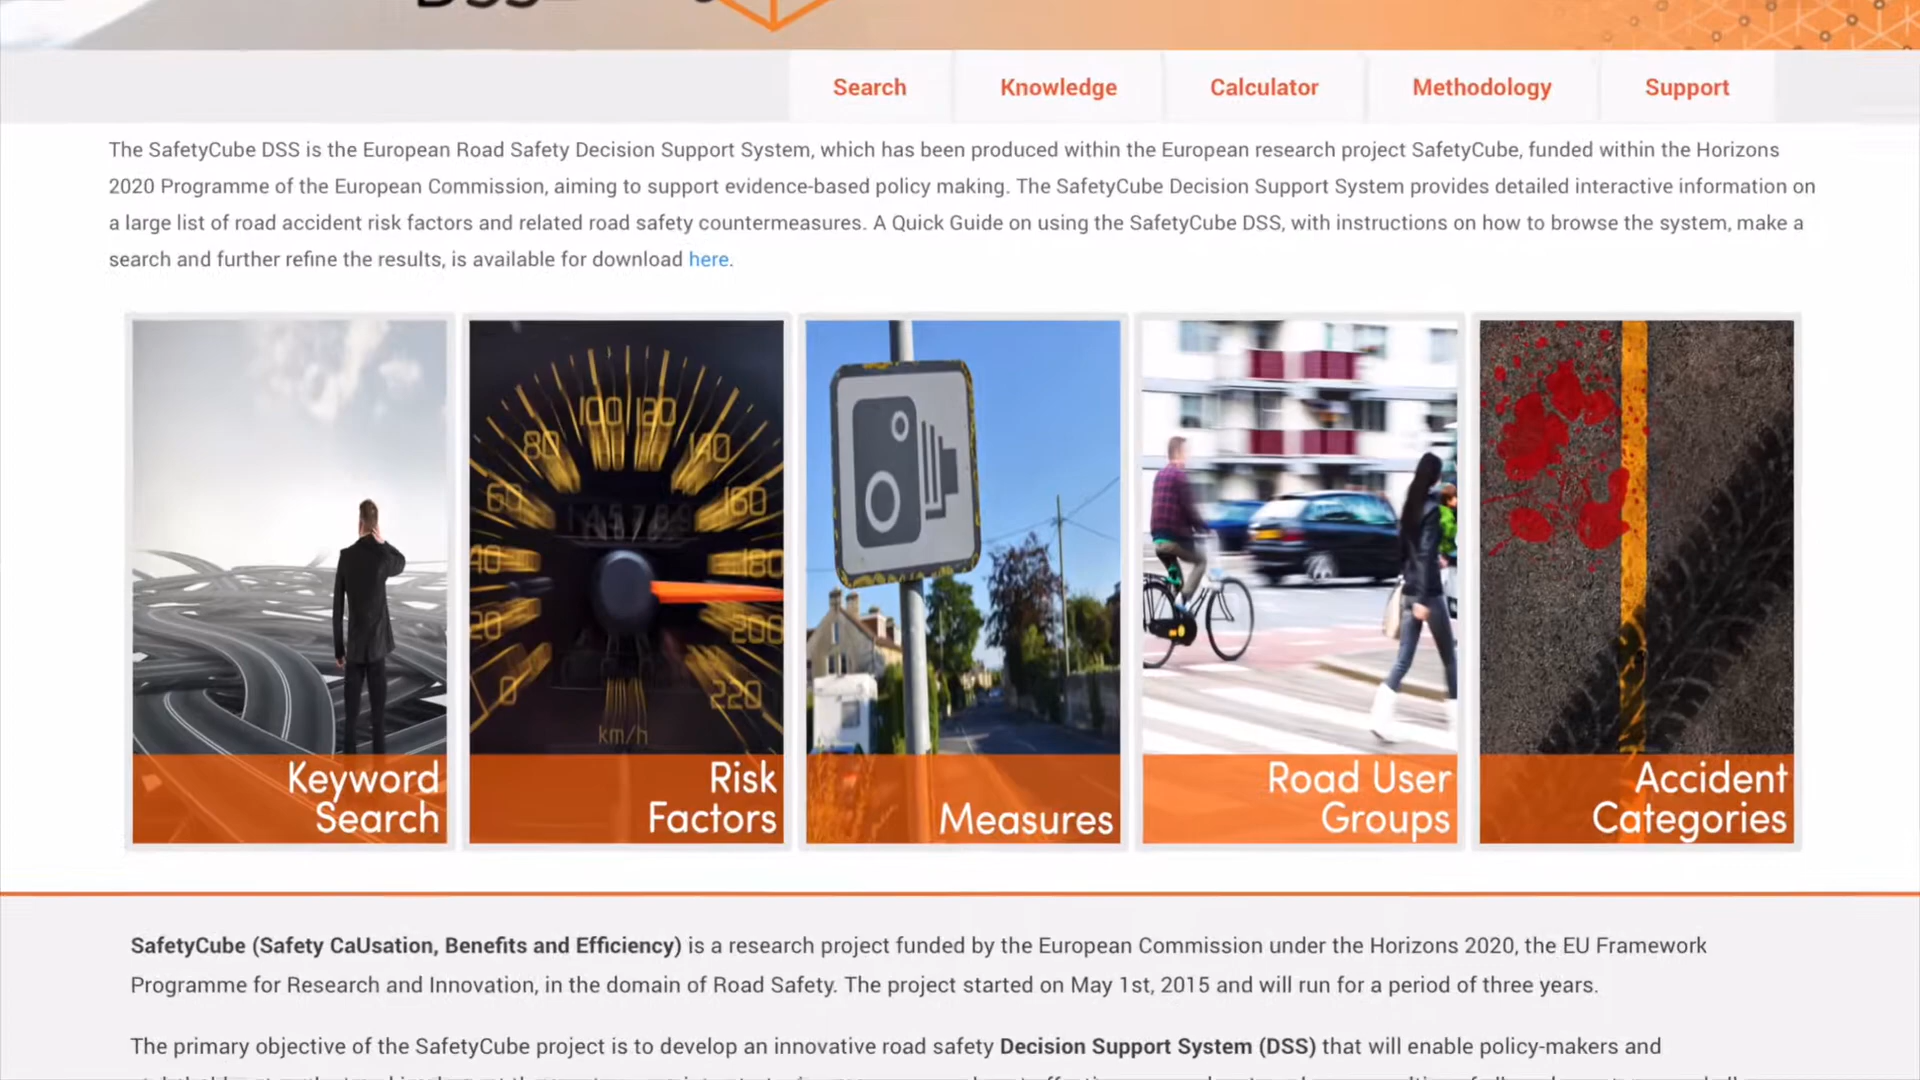 DSS
Search Knowledge Calculator Methodology Support
The SafetyCube DSS is the European Road Safety Decision Support System, which has been produced within the European research project SafetyCube, funded within the Horizons
2020 Programme of the European Commission, aiming to support evidence-based policy making. The SafetyCube Decision Support System provides detailed interactive information on
a large list of road accident risk factors and related road safety countermeasures. A Quick Guide on using the SafetyCube DSS, with instructions on how to browse the system, make a
search and further refine the results, is available for download here.
100 120
80 140
60 160
40 180
20 200
0 220
km/h
Keyword
Search
Risk
Factors
Measures
Road User
Groups
Accident
Categories
SafetyCube (Safety CaUsation, Benefits and Efficiency) is a research project funded by the European Commission under the Horizons 2020, the EU Framework
Programme for Research and Innovation, in the domain of Road Safety. The project started on May 1st, 2015 and will run for a period of three years.
The primary objective of the SafetyCube project is to develop an innovative road safety Decision Support System (DSS) that will enable policy-makers and